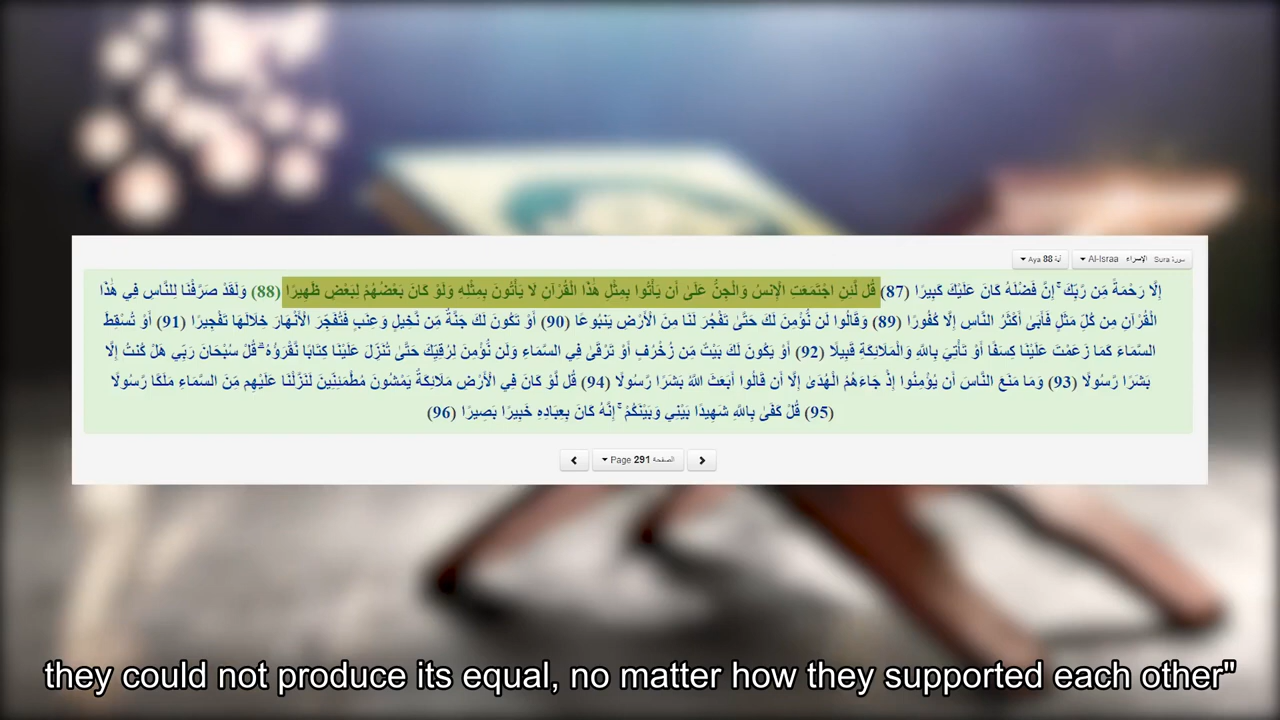 آية 88 Aya سورة Sura الإسراء Al-Israa
إِلَّا رَحْمَةً مِّن رَّبِّكَ ۚ إِنَّ فَضْلَهُ كَانَ عَلَيْكَ كَبِيرًا (87) قُل لَّئِنِ اجْتَمَعَتِ الْإِنسُ وَالْجِنُّ عَلَىٰ أَن يَأْتُوا بِمِثْلِ هَٰذَا الْقُرْآنِ لَا يَأْتُونَ بِمِثْلِهِ وَلَوْ كَانَ بَعْضُهُمْ لِبَعْضٍ ظَهِيرًا (88) وَلَقَدْ صَرَّفْنَا لِلنَّاسِ فِي هَٰذَا
الْقُرْآنِ مِن كُلِّ مَثَلٍ فَأَبَىٰ أَكْثَرُ النَّاسِ إِلَّا كُفُورًا (89) وَقَالُوا لَن نُّؤْمِنَ لَكَ حَتَّىٰ تَفْجُرَ لَنَا مِنَ الْأَرْضِ يَنبُوعًا (90) أَوْ تَكُونَ لَكَ جَنَّةٌ مِّن نَّخِيلٍ وَعِنَبٍ فَتُفَجِّرَ الْأَنْهَارَ خِلَالَهَا تَفْجِيرًا (91) أَوْ تُسْقِطَ
السَّمَاءَ كَمَا زَعَمْتَ عَلَيْنَا كِسَفًا أَوْ تَأْتِيَ بِاللَّهِ وَالْمَلَائِكَةِ قَبِيلًا (92) أَوْ يَكُونَ لَكَ بَيْتٌ مِّن زُخْرُفٍ أَوْ تَرْقَىٰ فِي السَّمَاءِ وَلَن نُّؤْمِنَ لِرُقِيِّكَ حَتَّىٰ تُنَزِّلَ عَلَيْنَا كِتَابًا نَّقْرَؤُهُ ۗ قُلْ سُبْحَانَ رَبِّي هَلْ كُنتُ إِلَّا
بَشَرًا رَّسُولًا (93) وَمَا مَنَعَ النَّاسَ أَن يُؤْمِنُوا إِذْ جَاءَهُمُ الْهُدَىٰ إِلَّا أَن قَالُوا أَبَعَثَ اللَّهُ بَشَرًا رَّسُولًا (94) قُل لَّوْ كَانَ فِي الْأَرْضِ مَلَائِكَةٌ يَمْشُونَ مُطْمَئِنِّينَ لَنَزَّلْنَا عَلَيْهِم مِّنَ السَّمَاءِ مَلَكًا رَّسُولًا
(95) قُلْ كَفَىٰ بِاللَّهِ شَهِيدًا بَيْنِي وَبَيْنَكُمْ ۚ إِنَّهُ كَانَ بِعِبَادِهِ خَبِيرًا بَصِيرًا (96)
Page 291 الصفحة
they could not produce its equal, no matter how they supported each other"